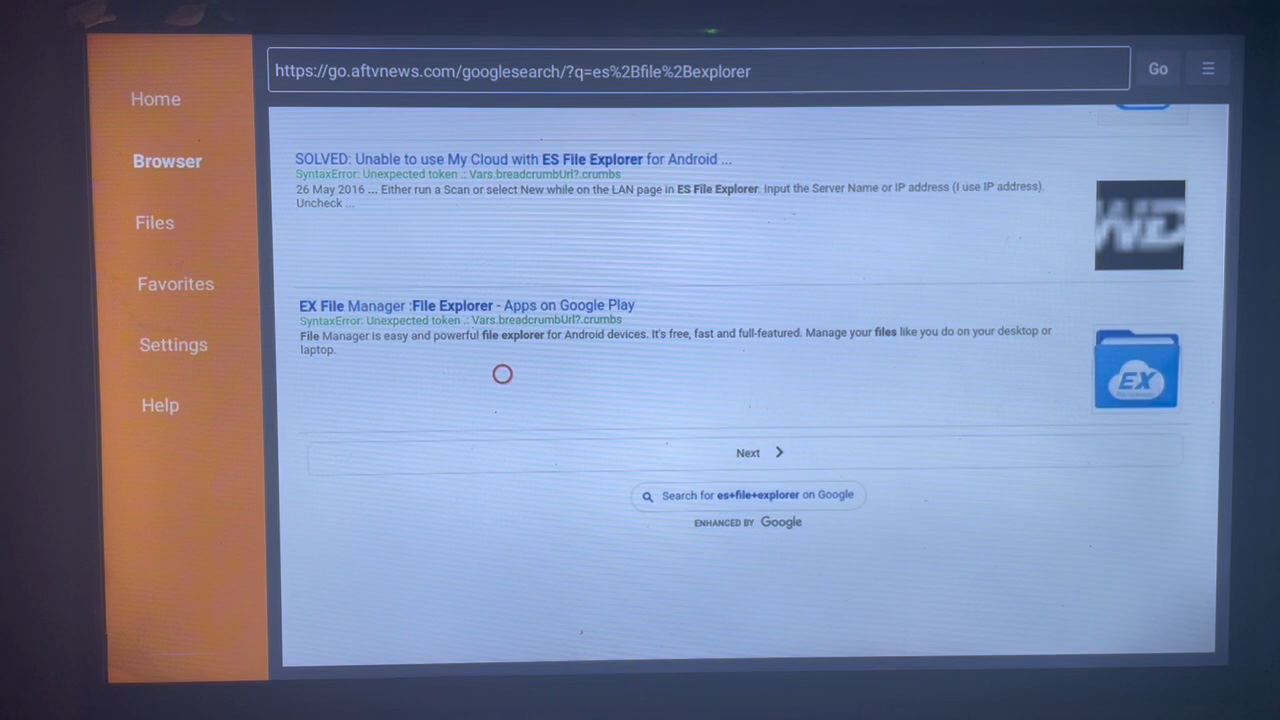 https://go.aftvnews.com/googlesearch/?q=es%2Bfile%2Bexplorer
Go
Home
Browser
Files
Favorites
Settings
Help
SOLVED: Unable to use My Cloud with ES File Explorer for Android ...
SyntaxError: Unexpected token .: Vars.breadcrumbUrl?.crumbs
26 May 2016 ... Either run a Scan or select New while on the LAN page in ES File Explorer. Input the Server Name or IP address (I use IP address).
Uncheck ...
WD
EX File Manager :File Explorer - Apps on Google Play
SyntaxError: Unexpected token .: Vars.breadcrumbUrl?.crumbs
File Manager is easy and powerful file explorer for Android devices. It's free, fast and full-featured. Manage your files like you do on your desktop or
laptop.
EX
Next
Search for es+file+explorer on Google
ENHANCED BY Google